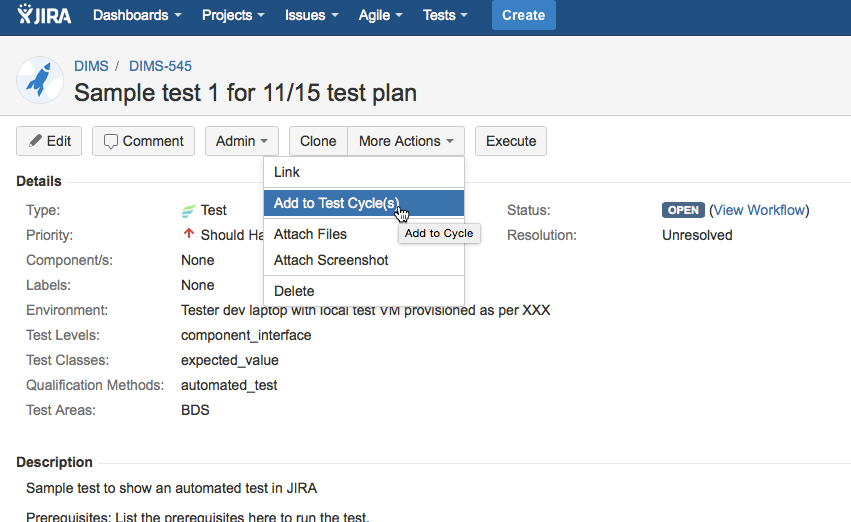 JIRA Dashboards Projects Issues Agile Tests Create
DIMS / DIMS-545
Sample test 1 for 11/15 test plan
Edit Comment Admin Clone More Actions Execute
Link
Add to Test Cycle(s)
Add to Cycle
Attach Files
Attach Screenshot
Delete
Details
Type: Test
Status: OPEN (View Workflow)
Priority: Should Ha
Resolution: Unresolved
Component/s: None
Labels: None
Environment: Tester dev laptop with local test VM provisioned as per XXX
Test Levels: component_interface
Test Classes: expected_value
Qualification Methods: automated_test
Test Areas: BDS
Description
Sample test to show an automated test in JIRA
Prerequisites: List the prerequisites here to run the test.